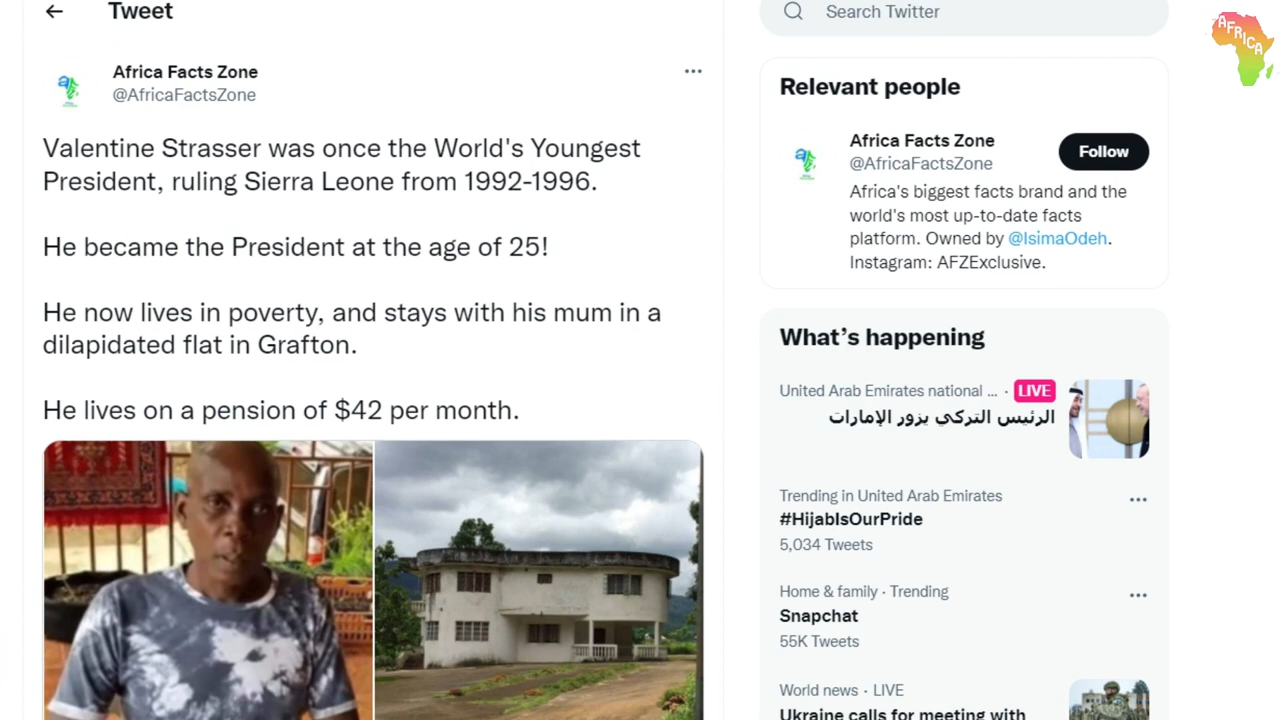 Tweet
Africa Facts Zone
@AfricaFactsZone
Valentine Strasser was once the World's Youngest
President, ruling Sierra Leone from 1992-1996.
He became the President at the age of 25!
He now lives in poverty, and stays with his mum in a
dilapidated flat in Grafton.
He lives on a pension of $42 per month.
Search Twitter
AFRICA
Relevant people
Africa Facts Zone
@AfricaFactsZone
Follow
Africa's biggest facts brand and the
world's most up-to-date facts
platform. Owned by @IsimaOdeh.
Instagram: AFZExclusive.
What's happening
United Arab Emirates national ... · LIVE
الرئيس التركي يزور الإمارات
Trending in United Arab Emirates
#HijabIsOurPride
5,034 Tweets
Home & family · Trending
Snapchat
55K Tweets
World news · LIVE
Ukraine calls for meeting with